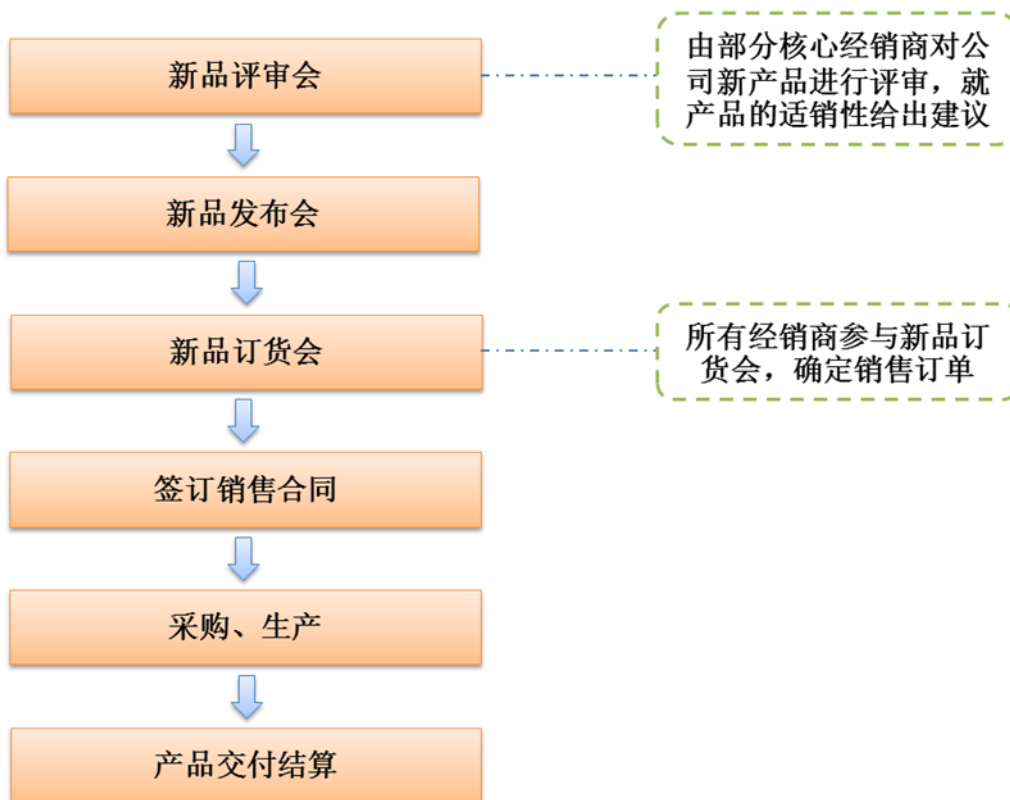 新品评审会
由部分核心经销商对公
司新产品进行评审，就
产品的适销性给出建议
新品发布会
新品订货会
所有经销商参与新品订
货会，确定销售订单
签订销售合同
采购、生产
产品交付结算